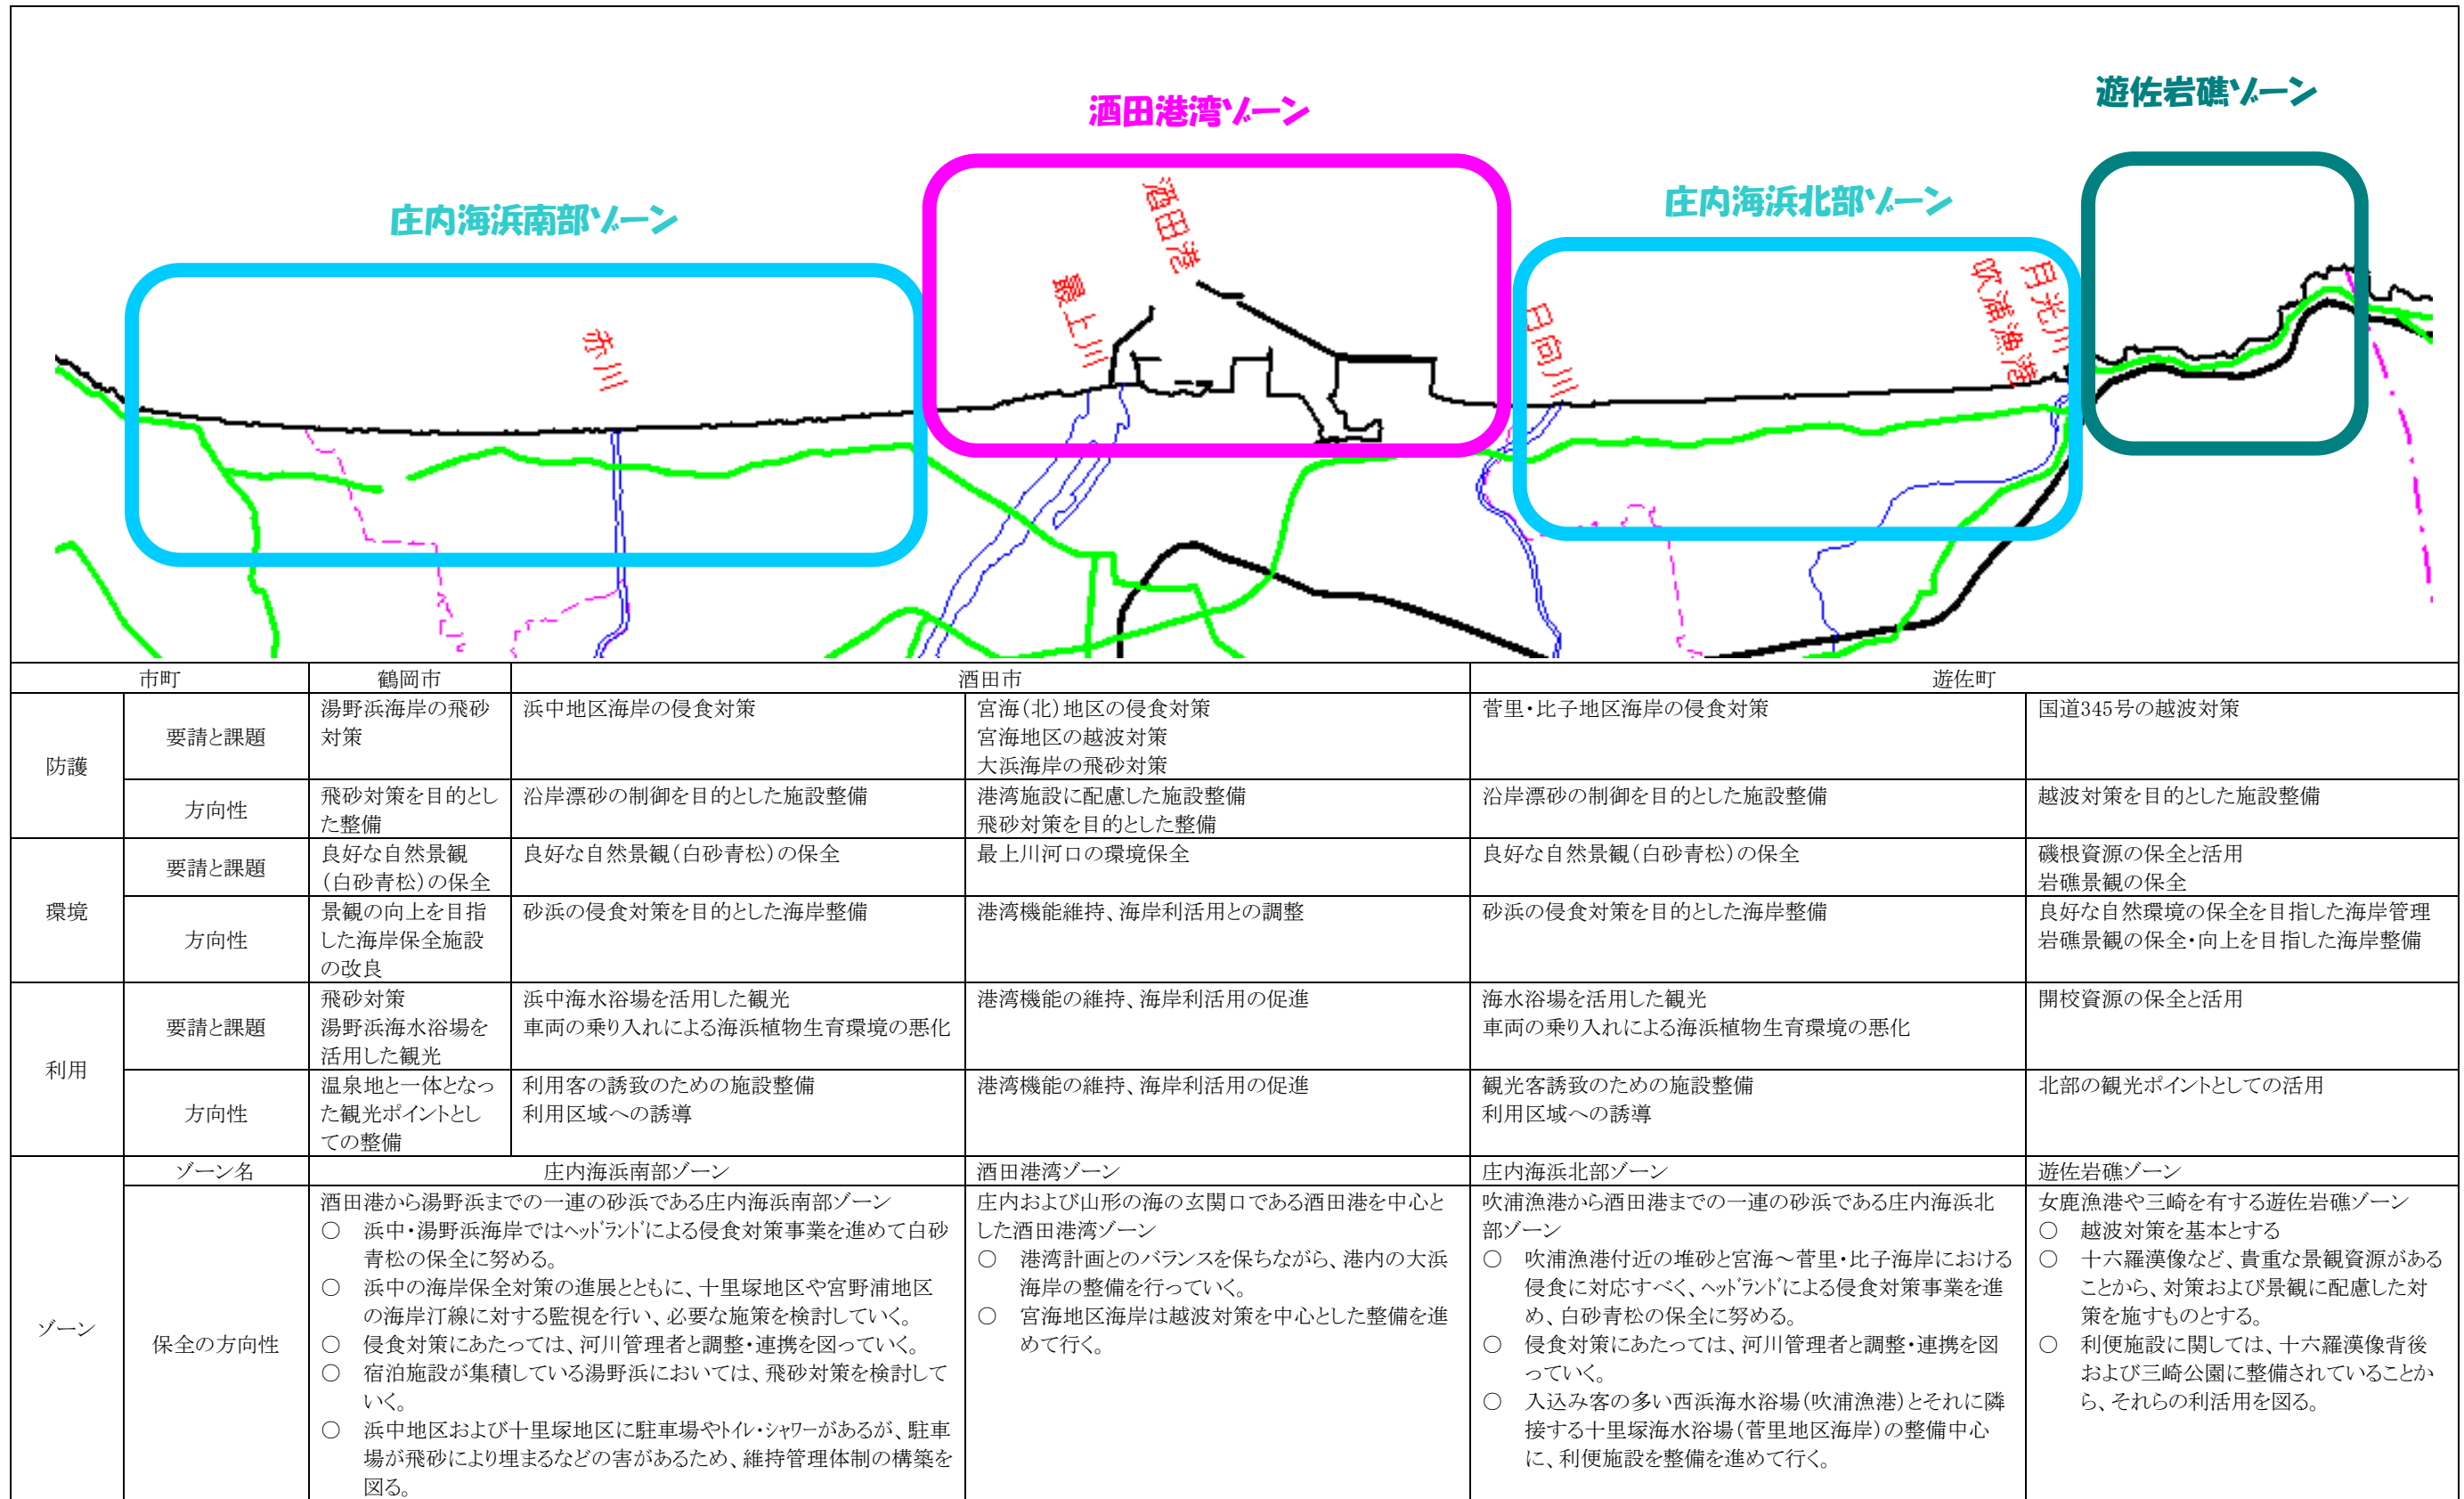 遊佐岩礁ゾーン
酒田港湾ゾーン
庄内海浜南部ゾーン
庄内海浜北部ゾーン
酒田港
最上川
赤川
日向川
吹浦漁港
月光川
市町
鶴岡市
酒田市
遊佐町
防護
要請と課題
湯野浜海岸の飛砂
対策
浜中地区海岸の侵食対策
宮海(北)地区の侵食対策
宮海地区の越波対策
大浜海岸の飛砂対策
菅里・比子地区海岸の侵食対策
国道345号の越波対策
方向性
飛砂対策を目的とし
た整備
沿岸漂砂の制御を目的とした施設整備
港湾施設に配慮した施設整備
飛砂対策を目的とした整備
沿岸漂砂の制御を目的とした施設整備
越波対策を目的とした施設整備
環境
要請と課題
良好な自然景観
(白砂青松)の保全
良好な自然景観(白砂青松)の保全
最上川河口の環境保全
良好な自然景観(白砂青松)の保全
磯根資源の保全と活用
岩礁景観の保全
方向性
景観の向上を目指
した海岸保全施設
の改良
砂浜の侵食対策を目的とした海岸整備
港湾機能維持、海岸利活用との調整
砂浜の侵食対策を目的とした海岸整備
良好な自然環境の保全を目指した海岸管理
岩礁景観の保全・向上を目指した海岸整備
利用
要請と課題
飛砂対策
湯野浜海水浴場を
活用した観光
浜中海水浴場を活用した観光
車両の乗り入れによる海浜植物生育環境の悪化
港湾機能の維持、海岸利活用の促進
海水浴場を活用した観光
車両の乗り入れによる海浜植物生育環境の悪化
開校資源の保全と活用
方向性
温泉地と一体となっ
た観光ポイントとし
ての整備
利用客の誘致のための施設整備
利用区域への誘導
港湾機能の維持、海岸利活用の促進
観光客誘致のための施設整備
利用区域への誘導
北部の観光ポイントとしての活用
ゾーン
ゾーン名
庄内海浜南部ゾーン
酒田港湾ゾーン
庄内海浜北部ゾーン
遊佐岩礁ゾーン
保全の方向性
酒田港から湯野浜までの一連の砂浜である庄内海浜南部ゾーン
○ 浜中・湯野浜海岸ではヘッドランドによる侵食対策事業を進めて白砂
青松の保全に努める。
○ 浜中の海岸保全対策の進展とともに、十里塚地区や宮野浦地区
の海岸汀線に対する監視を行い、必要な施策を検討していく。
○ 侵食対策にあたっては、河川管理者と調整・連携を図っていく。
○ 宿泊施設が集積している湯野浜においては、飛砂対策を検討して
いく。
○ 浜中地区および十里塚地区に駐車場やトイレ・シャワーがあるが、駐車
場が飛砂により埋まるなどの害があるため、維持管理体制の構築を
図る。
庄内および山形の海の玄関口である酒田港を中心と
した酒田港湾ゾーン
○ 港湾計画とのバランスを保ちながら、港内の大浜
海岸の整備を行っていく。
○ 宮海地区海岸は越波対策を中心とした整備を進
めて行く。
吹浦漁港から酒田港までの一連の砂浜である庄内海浜北
部ゾーン
○ 吹浦漁港付近の堆砂と宮海～菅里・比子海岸における
侵食に対応すべく、ヘッドランドによる侵食対策事業を進
め、白砂青松の保全に努める。
○ 侵食対策にあたっては、河川管理者と調整・連携を図
っていく。
○ 入込み客の多い西浜海水浴場(吹浦漁港)とそれに隣
接する十里塚海水浴場(菅里地区海岸)の整備中心
に、利便施設を整備を進めて行く。
女鹿漁港や三崎を有する遊佐岩礁ゾーン
○ 越波対策を基本とする
○ 十六羅漢像など、貴重な景観資源がある
ことから、対策および景観に配慮した対
策を施すものとする。
○ 利便施設に関しては、十六羅漢像背後
および三崎公園に整備されていることか
ら、それらの利活用を図る。